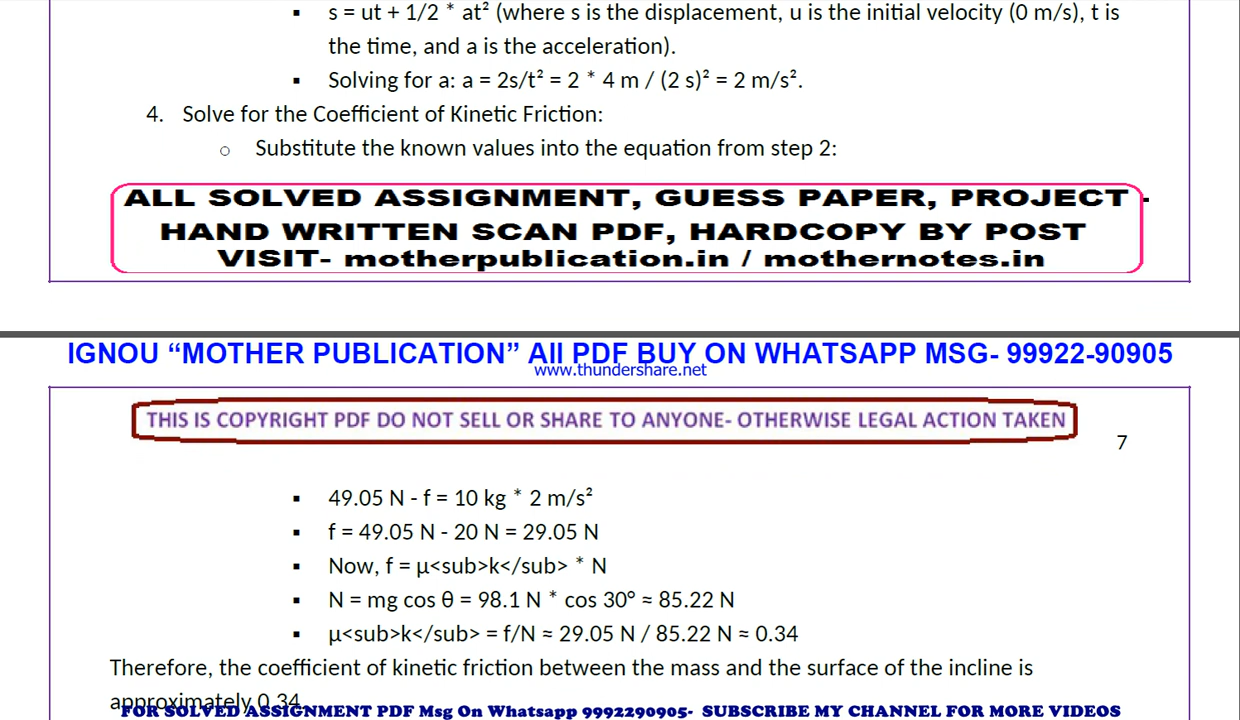 ▪ s = ut + 1/2 * at² (where s is the displacement, u is the initial velocity (0 m/s), t is
the time, and a is the acceleration).
▪ Solving for a: a = 2s/t² = 2 * 4 m / (2 s)² = 2 m/s².
4. Solve for the Coefficient of Kinetic Friction:
o Substitute the known values into the equation from step 2:
ALL SOLVED ASSIGNMENT, GUESS PAPER, PROJECT -
HAND WRITTEN SCAN PDF, HARDCOPY BY POST
VISIT- motherpublication.in / mothernotes.in
IGNOU “MOTHER PUBLICATION” All PDF BUY ON WHATSAPP MSG- 99922-90905
www.thundershare.net
THIS IS COPYRIGHT PDF DO NOT SELL OR SHARE TO ANYONE- OTHERWISE LEGAL ACTION TAKEN
7
▪ 49.05 N - f = 10 kg * 2 m/s²
▪ f = 49.05 N - 20 N = 29.05 N
▪ Now, f = μ<sub>k</sub> * N
▪ N = mg cos θ = 98.1 N * cos 30° ≈ 85.22 N
▪ μ<sub>k</sub> = f/N ≈ 29.05 N / 85.22 N ≈ 0.34
Therefore, the coefficient of kinetic friction between the mass and the surface of the incline is
approximately 0.34.
FOR SOLVED ASSIGNMENT PDF Msg On Whatsapp 9992290905- SUBSCRIBE MY CHANNEL FOR MORE VIDEOS